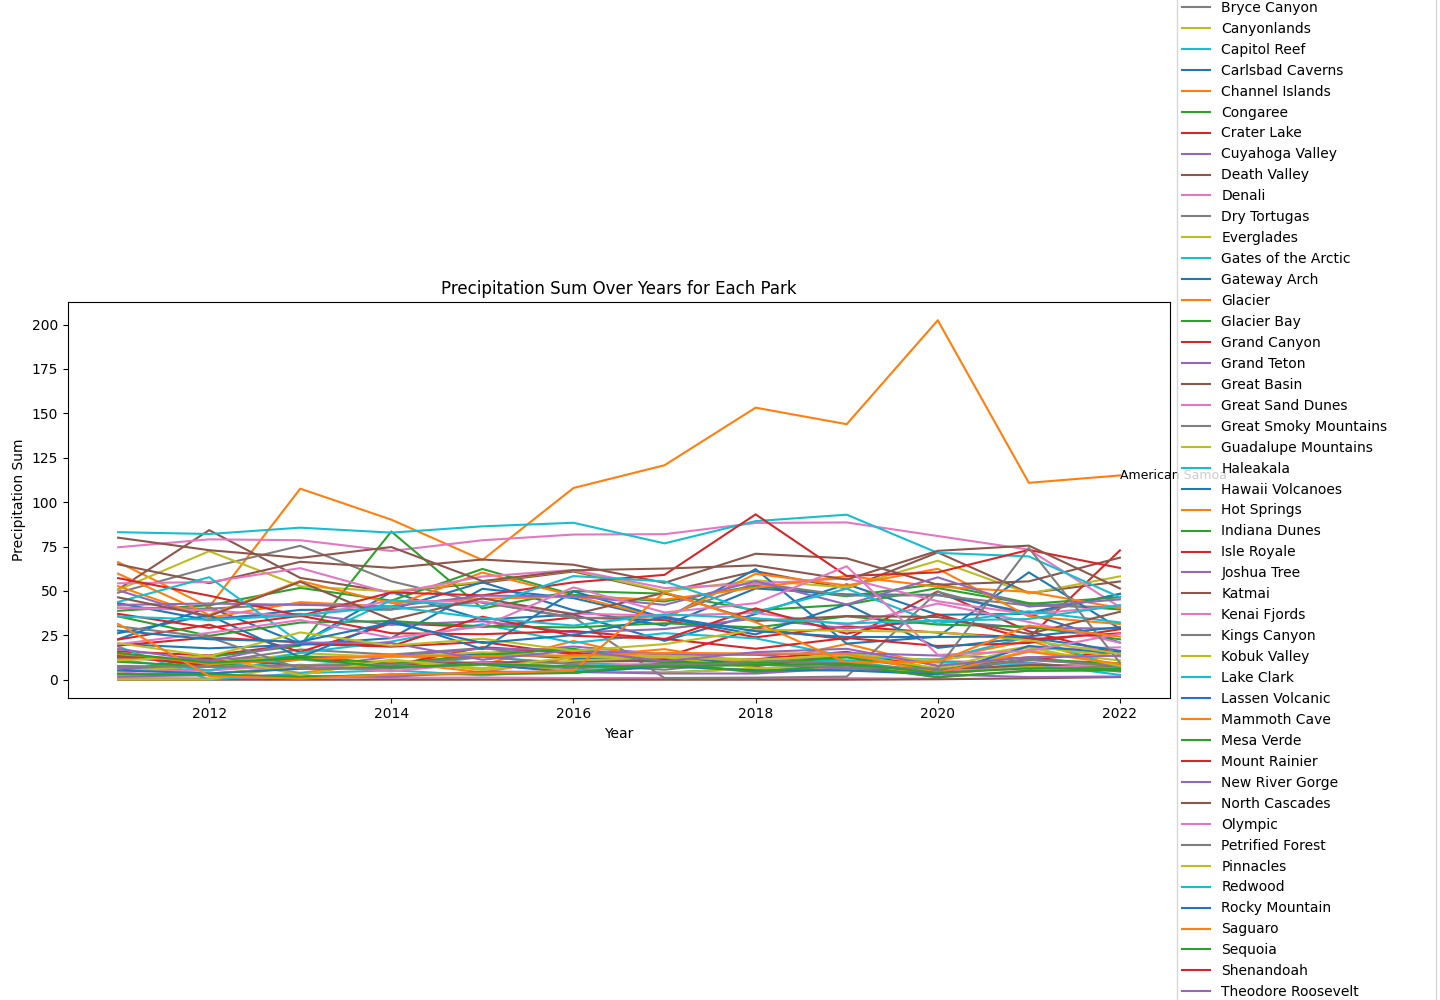 Precipitation Sum Over Years for Each Park
Precipitation Sum
200
175
150
125
100
75
50
25
0
American Samoa
2012
2014
2016
2018
2020
2022
Year
Bryce Canyon
Canyonlands
Capitol Reef
Carlsbad Caverns
Channel Islands
Congaree
Crater Lake
Cuyahoga Valley
Death Valley
Denali
Dry Tortugas
Everglades
Gates of the Arctic
Gateway Arch
Glacier
Glacier Bay
Grand Canyon
Grand Teton
Great Basin
Great Sand Dunes
Great Smoky Mountains
Guadalupe Mountains
Haleakala
Hawaii Volcanoes
Hot Springs
Indiana Dunes
Isle Royale
Joshua Tree
Katmai
Kenai Fjords
Kings Canyon
Kobuk Valley
Lake Clark
Lassen Volcanic
Mammoth Cave
Mesa Verde
Mount Rainier
New River Gorge
North Cascades
Olympic
Petrified Forest
Pinnacles
Redwood
Rocky Mountain
Saguaro
Sequoia
Shenandoah
Theodore Roosevelt